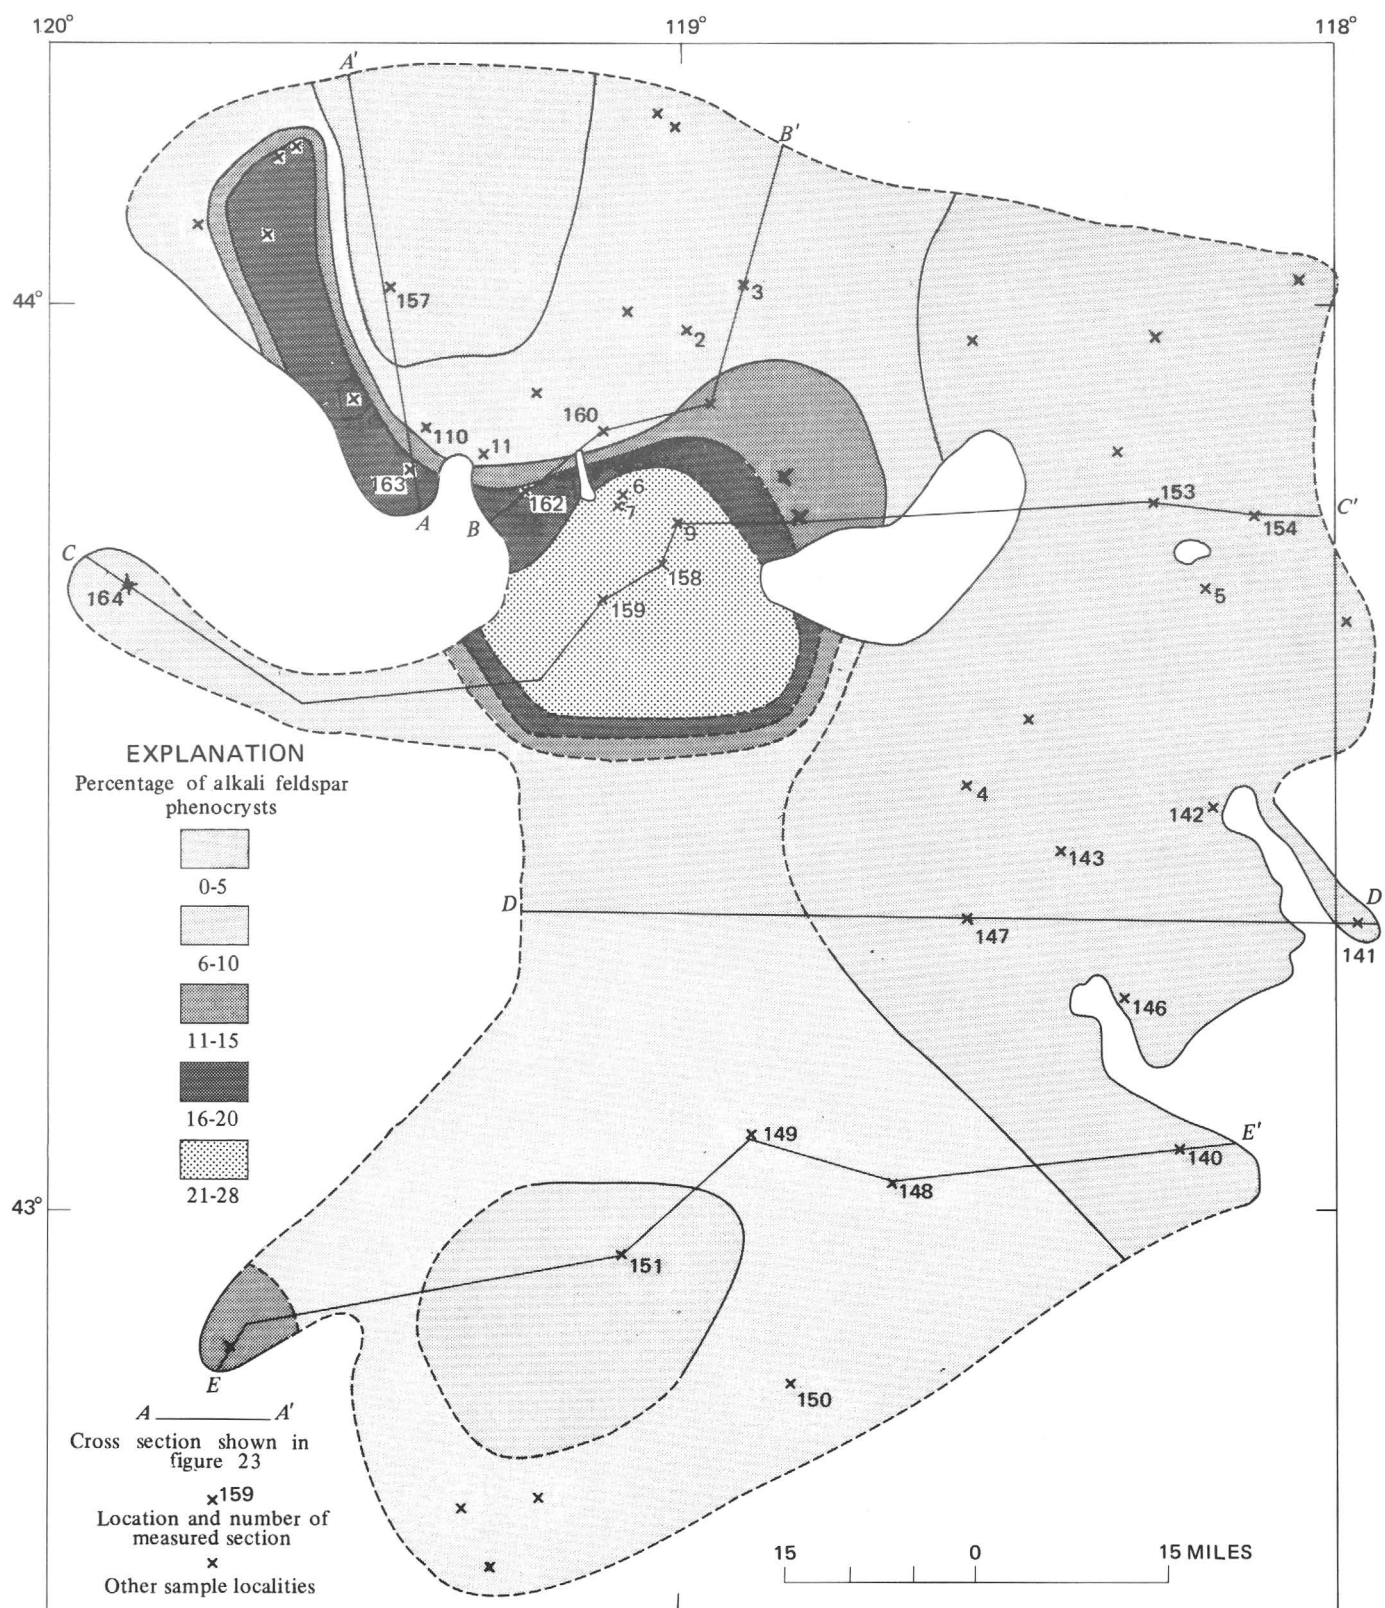 120° 119° 118°
A'
B'
44°
157
3
2
160
110
11
163
162
6
7
A
B
9
153
154
C'
C
164
158
159
5
EXPLANATION
Percentage of alkali feldspar
phenocrysts
0-5
6-10
11-15
16-20
21-28
4
142
143
D
147
D
141
146
149
E'
140
148
43°
151
150
E
A A'
Cross section shown in
figure 23
159
Location and number of
measured section
Other sample localities
15 0 15 MILES